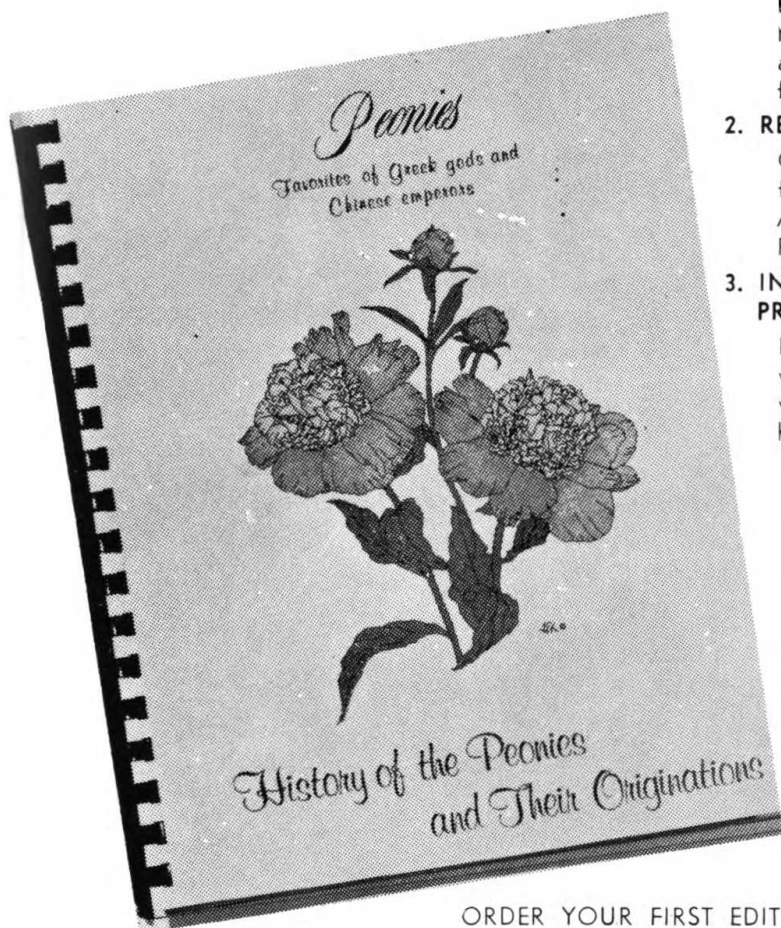 Peonies
Favorites of Greek gods and
Chinese emperors
History of the Peonies
and Their Originations
2. RE
3. IN
PR
ORDER YOUR FIRST EDIT